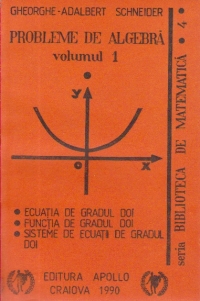 GHEORGHE-ADALBERT SCHNEIDER
PROBLEME DE ALGEBRĂ
volumul 1
y
o
x
• ECUAȚIA DE GRADUL DOI
• FUNCȚIA DE GRADUL DOI
• SISTEME DE ECUAȚII DE GRADUL
DOI
EDITURA APOLLO
CRAIOVA 1990
seria BIBLIOTECA DE MATEMATICĂ • 4 •